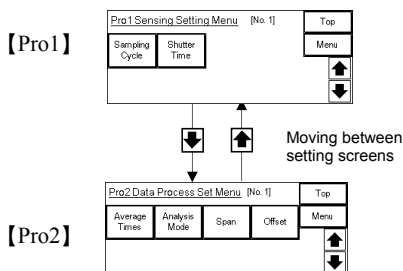 Pro1 Sensing Setting Menu [No. 1] Top
【Pro1】
Sampling Cycle
Shutter Time
Menu
Moving between
setting screens
Pro2 Data Process Set Menu [No. 1] Top
【Pro2】
Average Times
Analysis Mode
Span
Offset
Menu